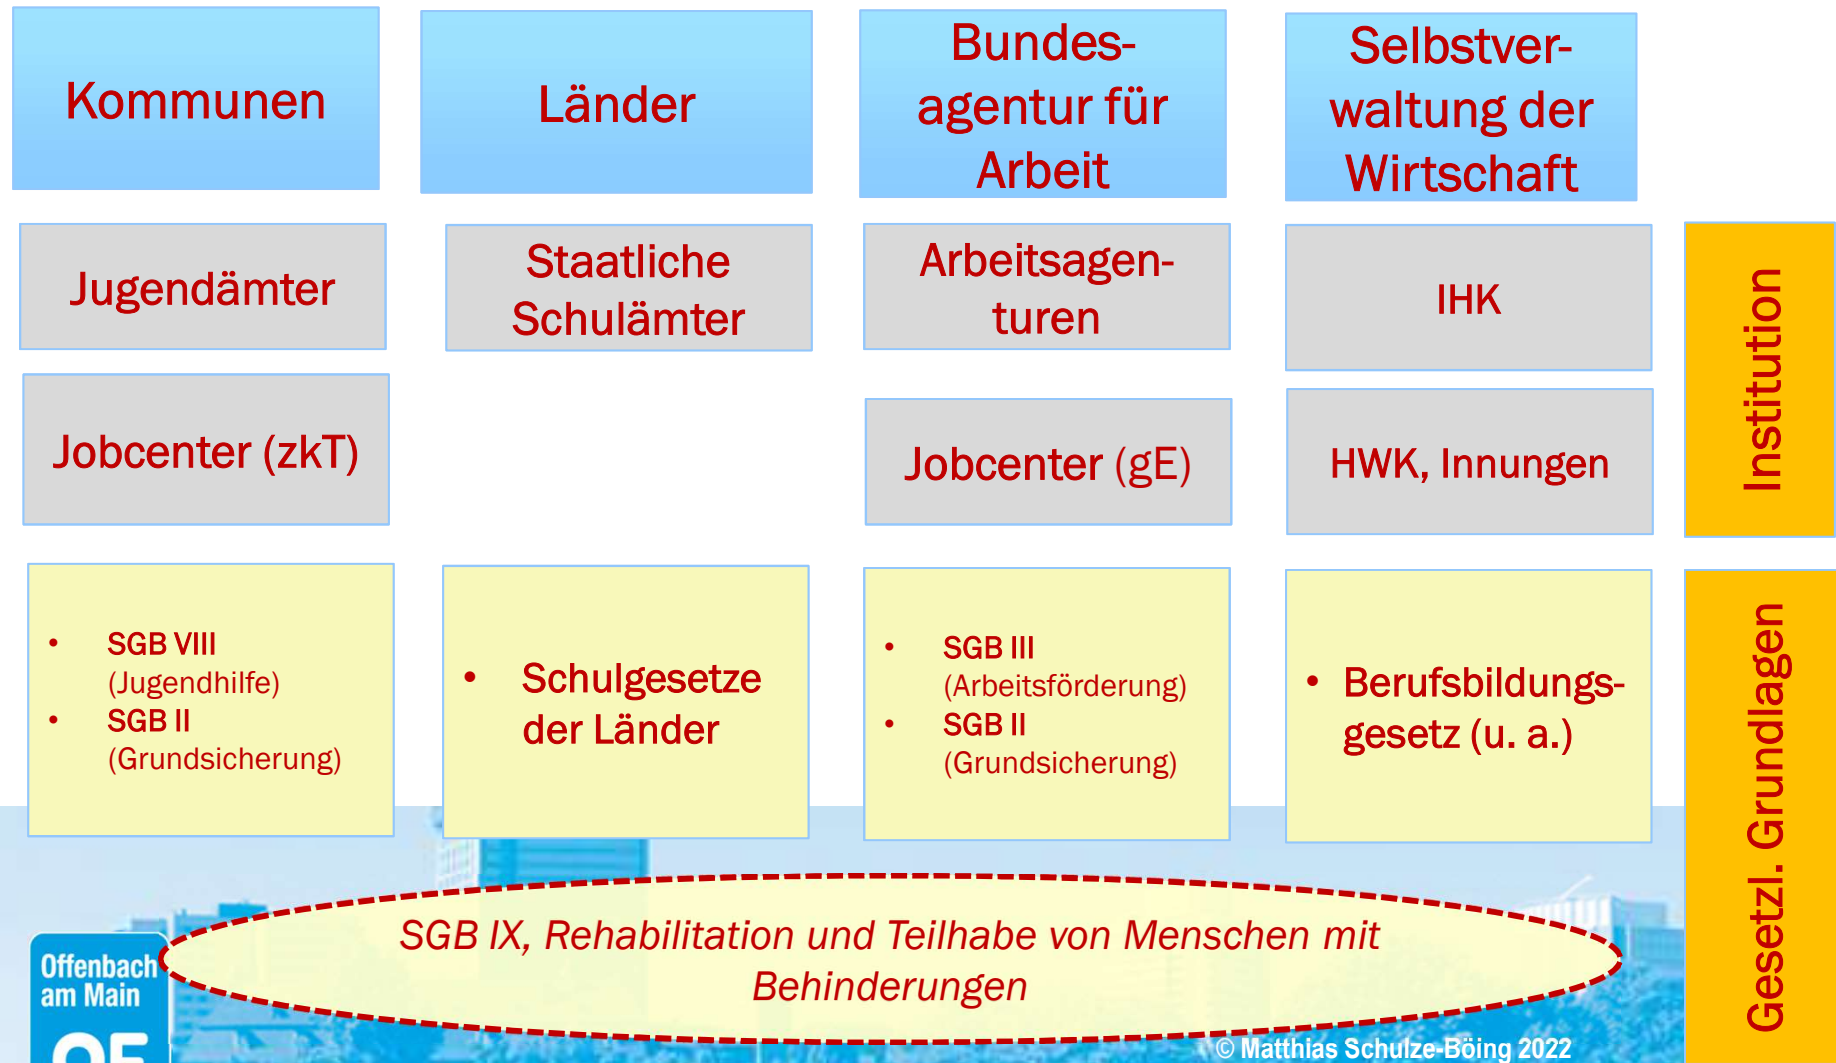 Kommunen
Länder
Bundes-
agentur für
Arbeit
Selbstver-
waltung der
Wirtschaft
Jugendämter
Staatliche
Schulämter
Arbeitsagen-
turen
IHK
Institution
Jobcenter (zkT)
Jobcenter (gE)
HWK, Innungen
• SGB VIII
(Jugendhilfe)
• SGB II
(Grundsicherung)
• Schulgesetze
der Länder
• SGB III
(Arbeitsförderung)
• SGB II
(Grundsicherung)
• Berufsbildungs-
gesetz (u. a.)
Gesetzl. Grundlagen
SGB IX, Rehabilitation und Teilhabe von Menschen mit
Behinderungen
Offenbach
am Main
OF
© Matthias Schulze-Böing 2022